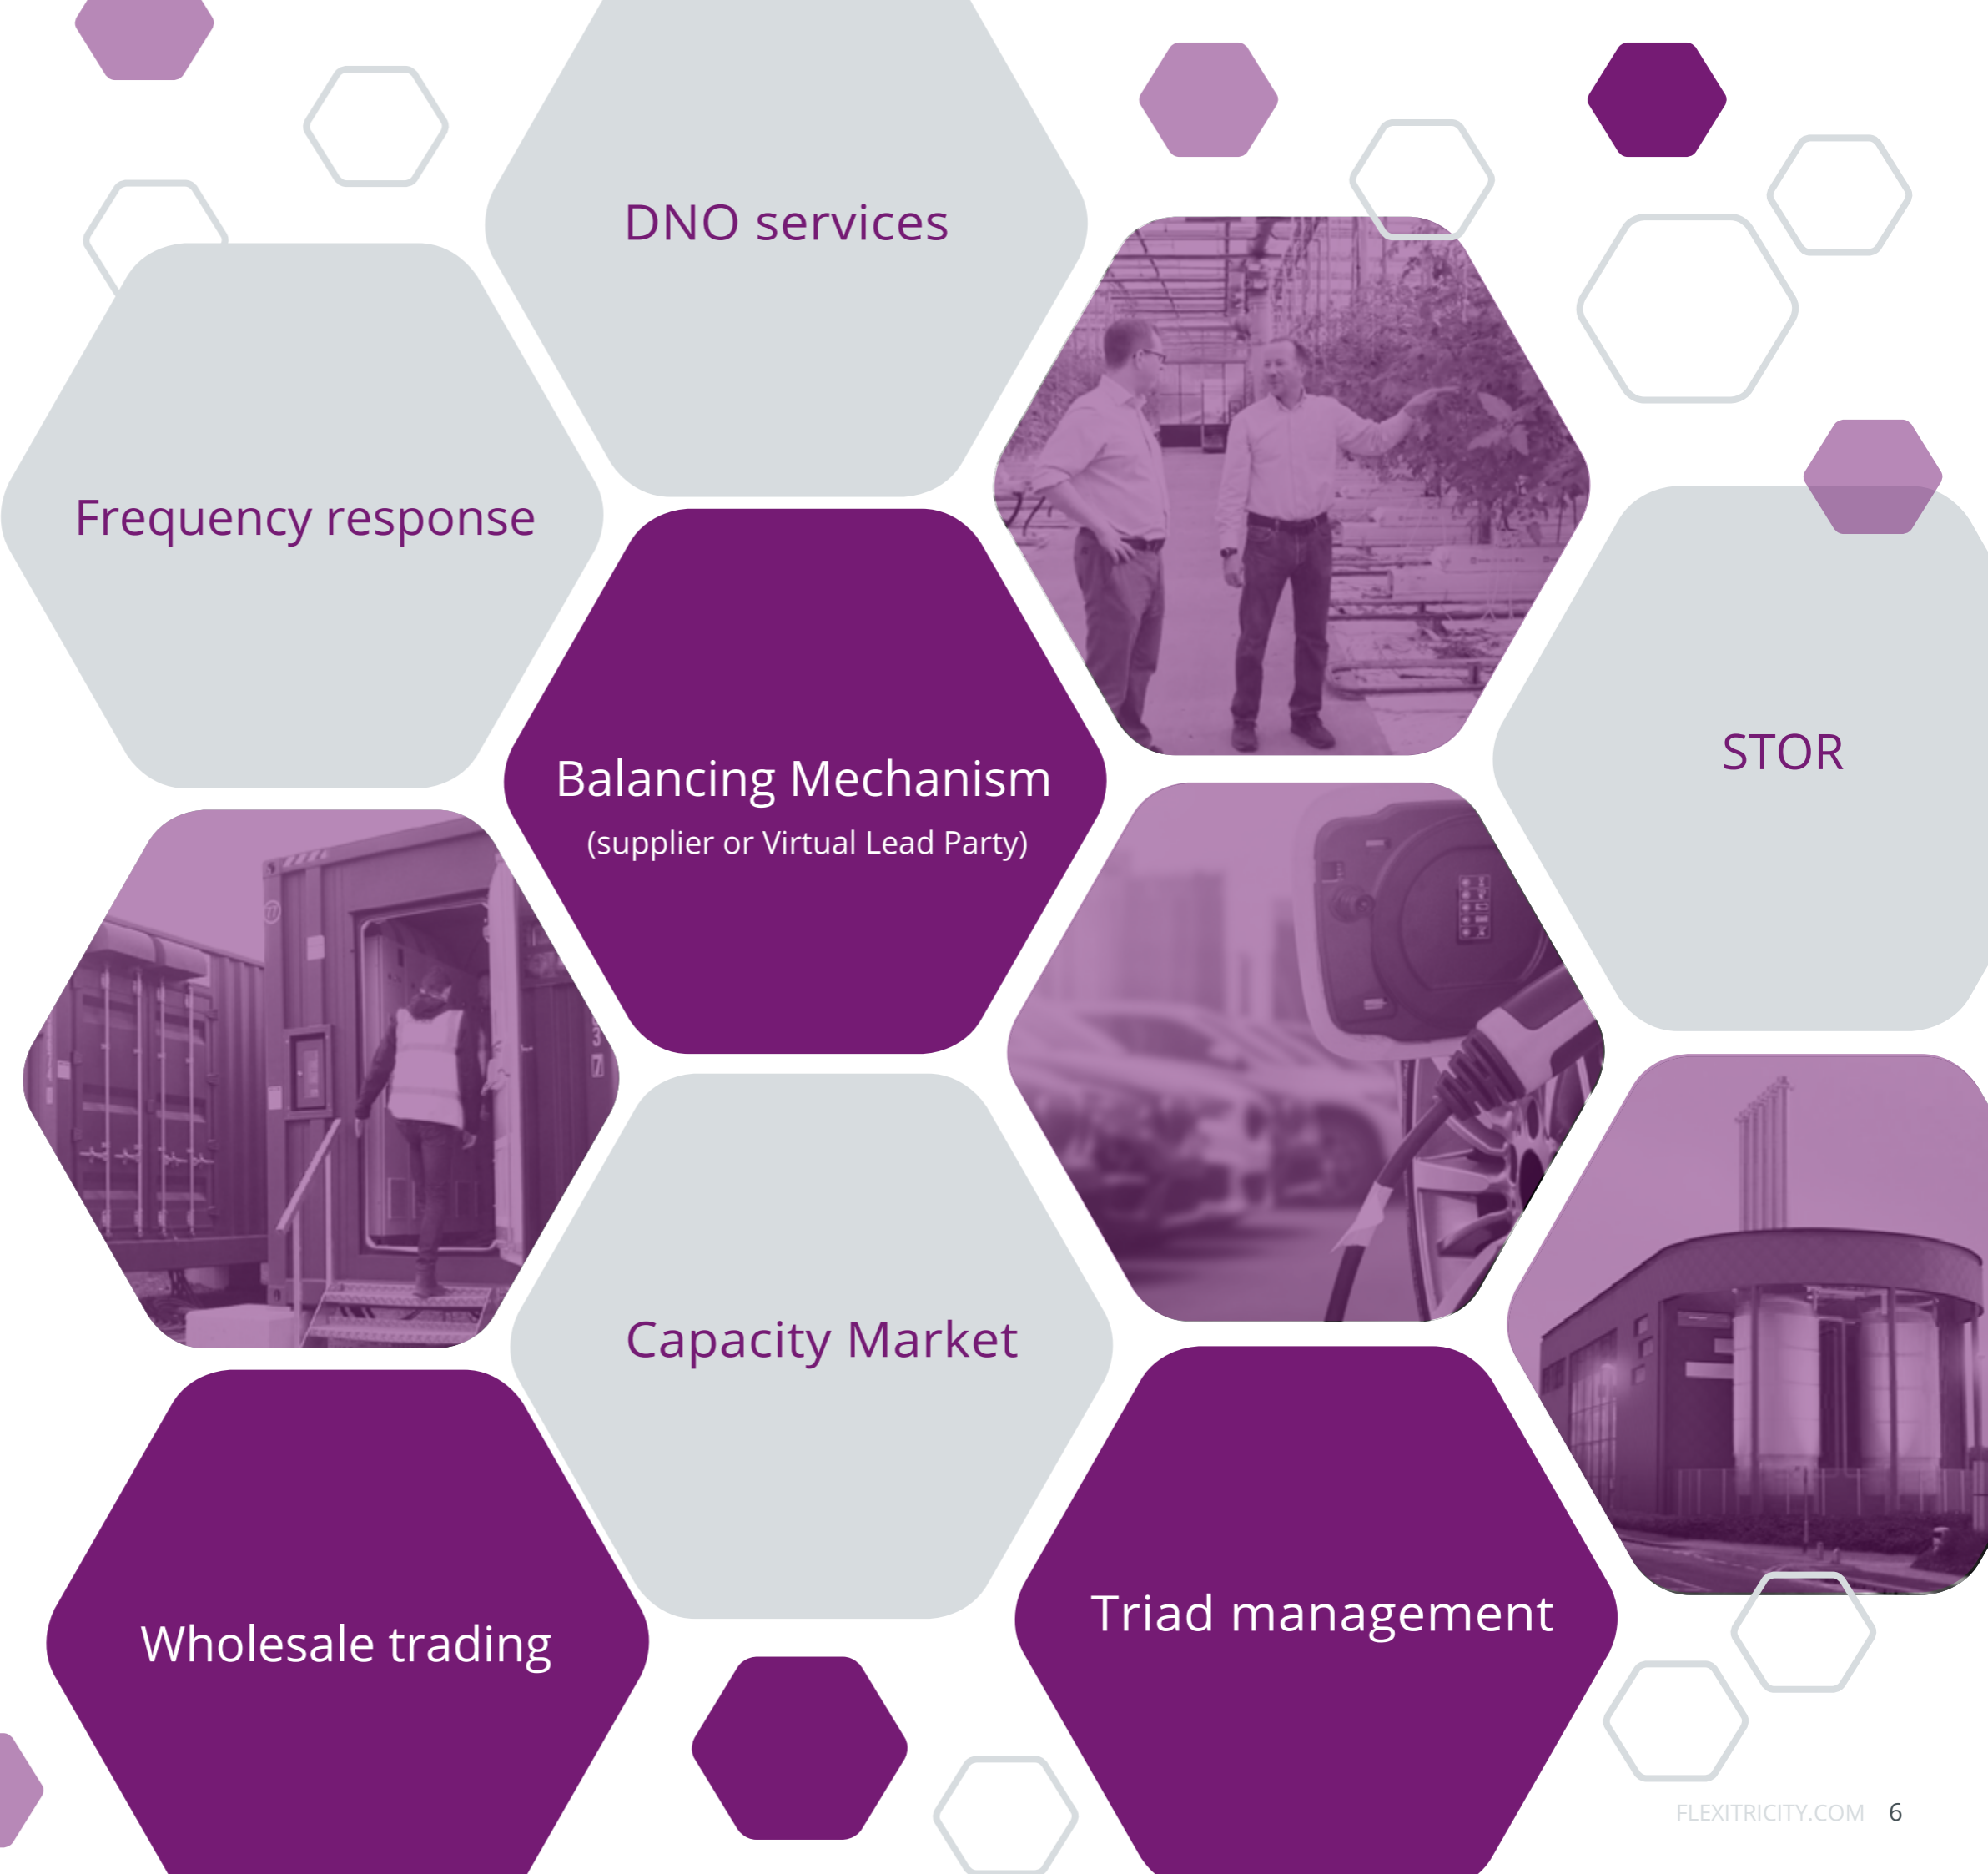 DNO services
Frequency response
Balancing Mechanism
(supplier or Virtual Lead Party)
STOR
Capacity Market
Triad management
Wholesale trading
FLEXITRICITY.COM 6